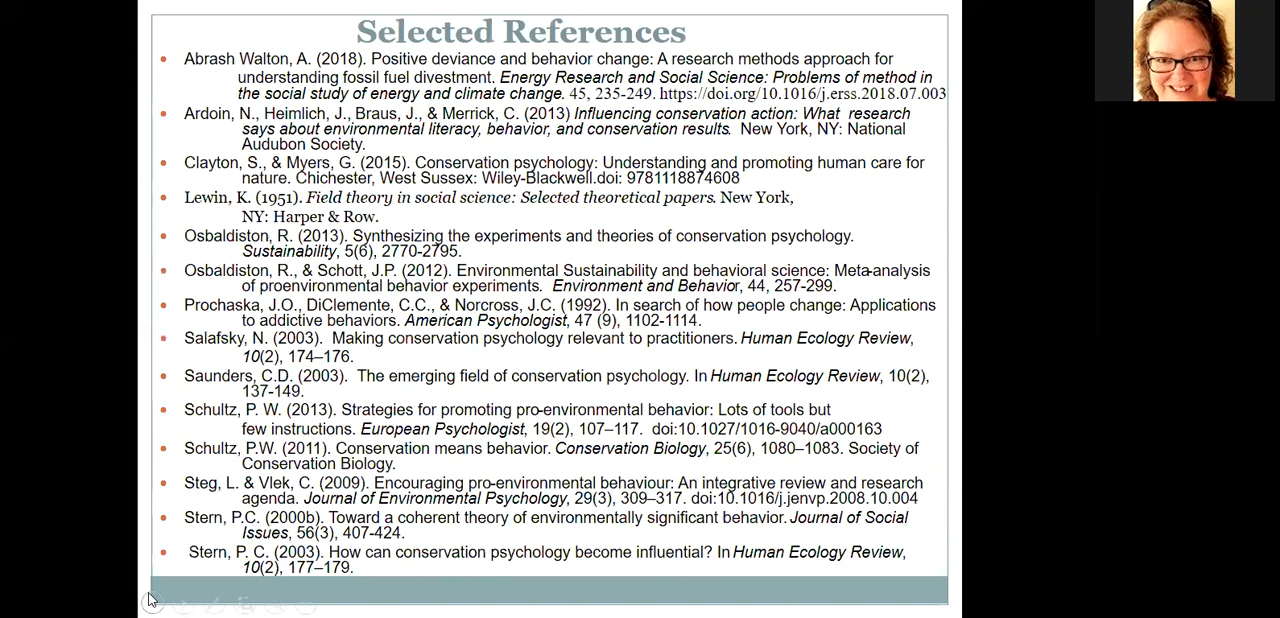 Selected References
Abrash Walton, A. (2018). Positive deviance and behavior change: A research methods approach for
understanding fossil fuel divestment. Energy Research and Social Science: Problems of method in
the social study of energy and climate change. 45, 235-249. https://doi.org/10.1016/j.erss.2018.07.003
Ardoin, N., Heimlich, J., Braus, J., & Merrick, C. (2013) Influencing conservation action: What research
says about environmental literacy, behavior, and conservation results. New York, NY: National
Audubon Society.
Clayton, S., & Myers, G. (2015). Conservation psychology: Understanding and promoting human care for
nature. Chichester, West Sussex: Wiley-Blackwell.doi: 9781118874608
Lewin, K. (1951). Field theory in social science: Selected theoretical papers. New York,
NY: Harper & Row.
Osbaldiston, R. (2013). Synthesizing the experiments and theories of conservation psychology.
Sustainability, 5(6), 2770-2795.
Osbaldiston, R., & Schott, J.P. (2012). Environmental Sustainability and behavioral science: Meta-analysis
of proenvironmental behavior experiments. Environment and Behavior, 44, 257-299.
Prochaska, J.O., DiClemente, C.C., & Norcross, J.C. (1992). In search of how people change: Applications
to addictive behaviors. American Psychologist, 47 (9), 1102-1114.
Salafsky, N. (2003). Making conservation psychology relevant to practitioners. Human Ecology Review,
10(2), 174–176.
Saunders, C.D. (2003). The emerging field of conservation psychology. In Human Ecology Review, 10(2),
137-149.
Schultz, P. W. (2013). Strategies for promoting pro-environmental behavior: Lots of tools but
few instructions. European Psychologist, 19(2), 107–117. doi:10.1027/1016-9040/a000163
Schultz, P.W. (2011). Conservation means behavior. Conservation Biology, 25(6), 1080–1083. Society of
Conservation Biology.
Steg, L. & Vlek, C. (2009). Encouraging pro-environmental behaviour: An integrative review and research
agenda. Journal of Environmental Psychology, 29(3), 309–317. doi:10.1016/j.jenvp.2008.10.004
Stern, P.C. (2000b). Toward a coherent theory of environmentally significant behavior. Journal of Social
Issues, 56(3), 407-424.
Stern, P. C. (2003). How can conservation psychology become influential? In Human Ecology Review,
10(2), 177–179.